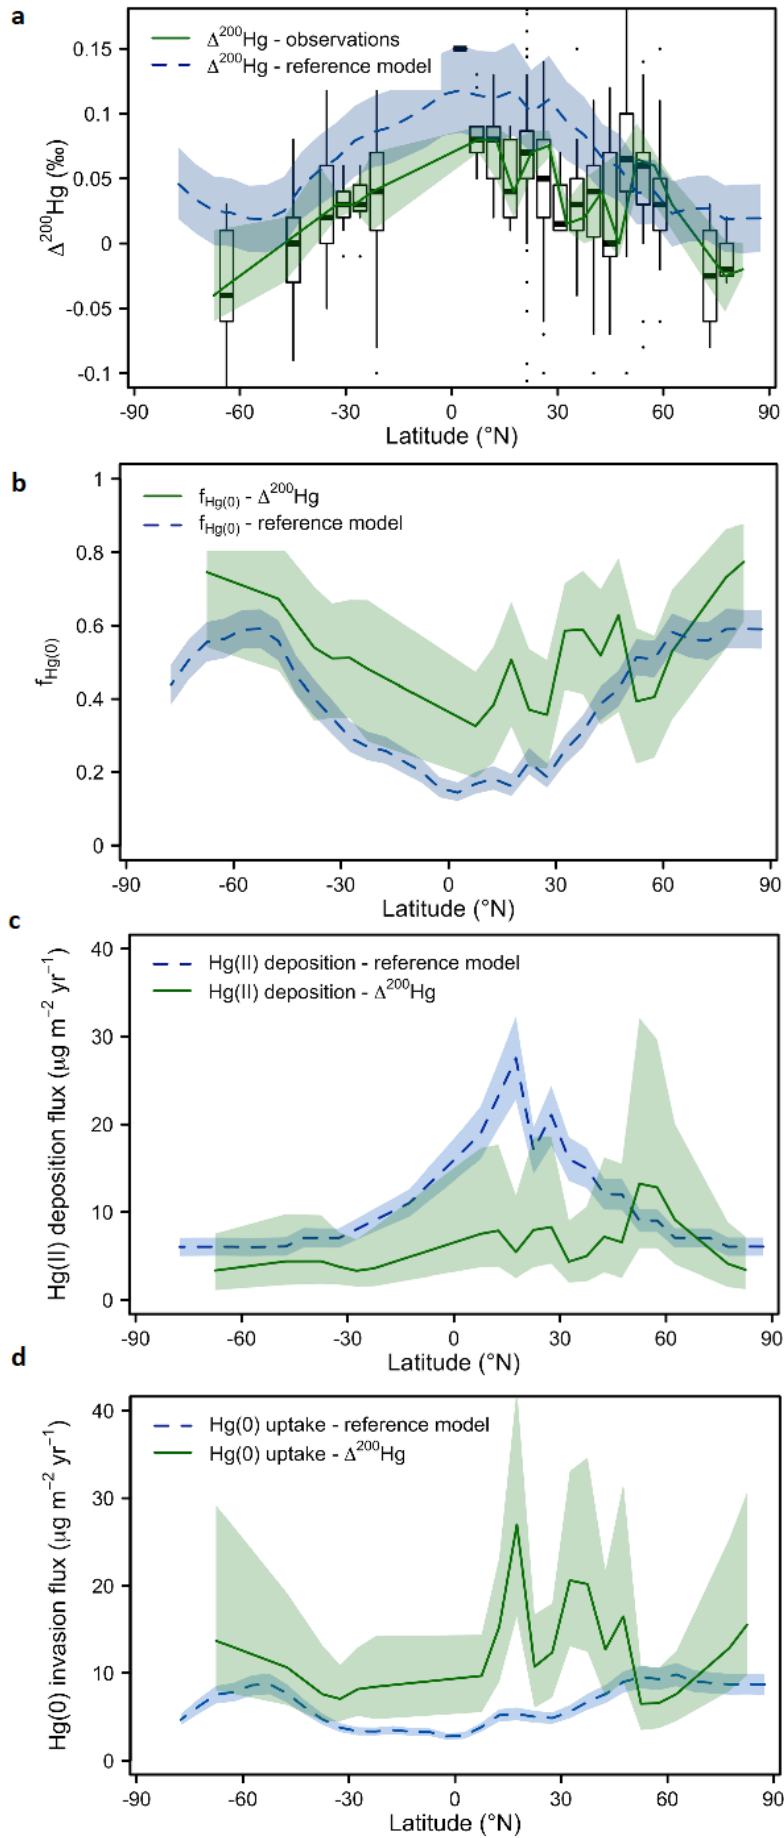 a
Δ²⁰⁰Hg - observations
Δ²⁰⁰Hg - reference model
Δ²⁰⁰Hg (‰)
0.15
0.1
0.05
0
-0.05
-0.1
-90 -60 -30 0 30 60 90
Latitude (°N)
b
f_Hg(0) - Δ²⁰⁰Hg
f_Hg(0) - reference model
f_Hg(0)
1
0.8
0.6
0.4
0.2
0
-90 -60 -30 0 30 60 90
Latitude (°N)
c
Hg(II) deposition - reference model
Hg(II) deposition - Δ²⁰⁰Hg
Hg(II) deposition flux (μg m⁻² yr⁻¹)
40
30
20
10
0
-90 -60 -30 0 30 60 90
Latitude (°N)
d
Hg(0) uptake - reference model
Hg(0) uptake - Δ²⁰⁰Hg
Hg(0) invasion flux (μg m⁻² yr⁻¹)
40
30
20
10
0
-90 -60 -30 0 30 60 90
Latitude (°N)